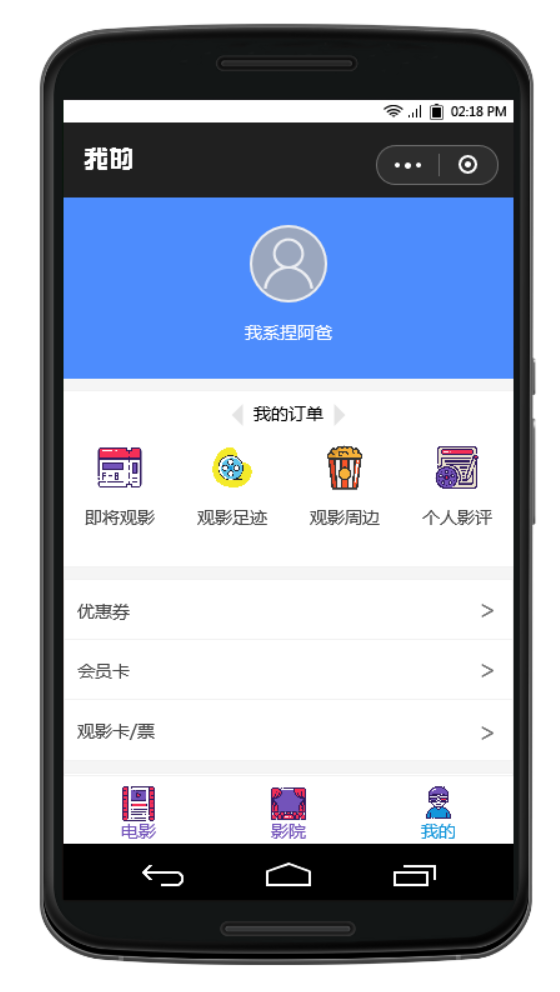 02:18 PM
我的
我系捏阿爸
我的订单
F-8
即将观影 观影足迹 观影周边 个人影评
优惠券 >
会员卡 >
观影卡/票 >
电影 影院 我的